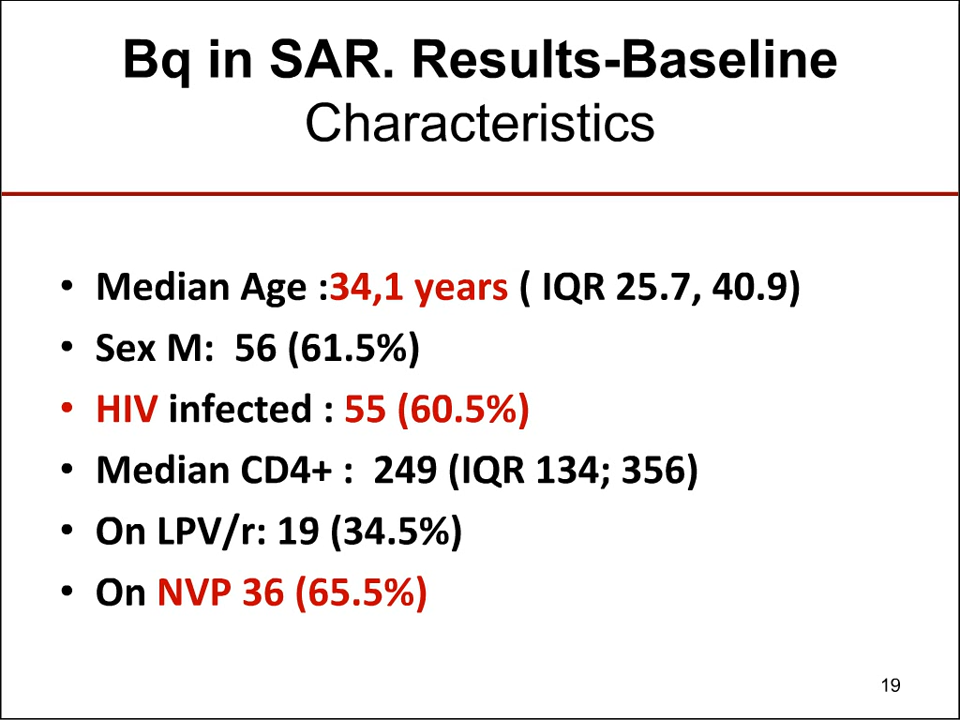 Bq in SAR. Results-Baseline
Characteristics
• Median Age :34,1 years ( IQR 25.7, 40.9)
• Sex M: 56 (61.5%)
• HIV infected : 55 (60.5%)
• Median CD4+ : 249 (IQR 134; 356)
• On LPV/r: 19 (34.5%)
• On NVP 36 (65.5%)
19